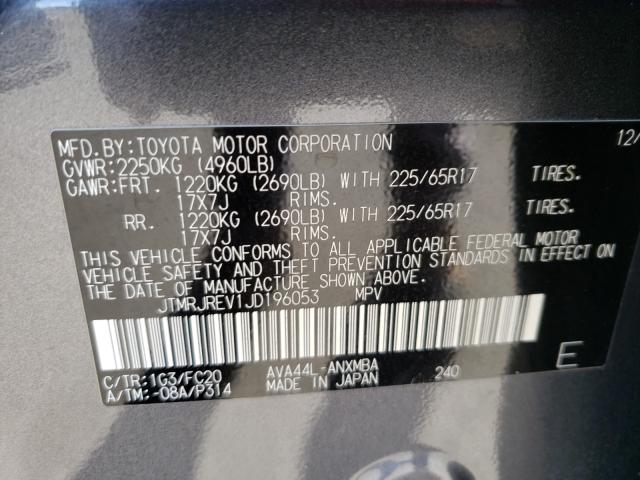 MFD. BY: TOYOTA MOTOR CORPORATION 12/
GVWR: 2250KG (4960LB)
GAWR: FRT. 1220KG (2690LB) WITH 225/65R17 TIRES.
17X7J RIMS.
RR. 1220KG (2690LB) WITH 225/65R17 TIRES.
17X7J RIMS.
THIS VEHICLE CONFORMS TO ALL APPLICABLE FEDERAL MOTOR
VEHICLE SAFETY AND THEFT PREVENTION STANDARDS IN EFFECT ON
THE DATE OF MANUFACTURE SHOWN ABOVE.
JTMRJREV1JD196053 MPV
C/TR: 1G3/FC20 AVA44L-ANXMBA 240 E
A/TM: -08A/P314 MADE IN JAPAN